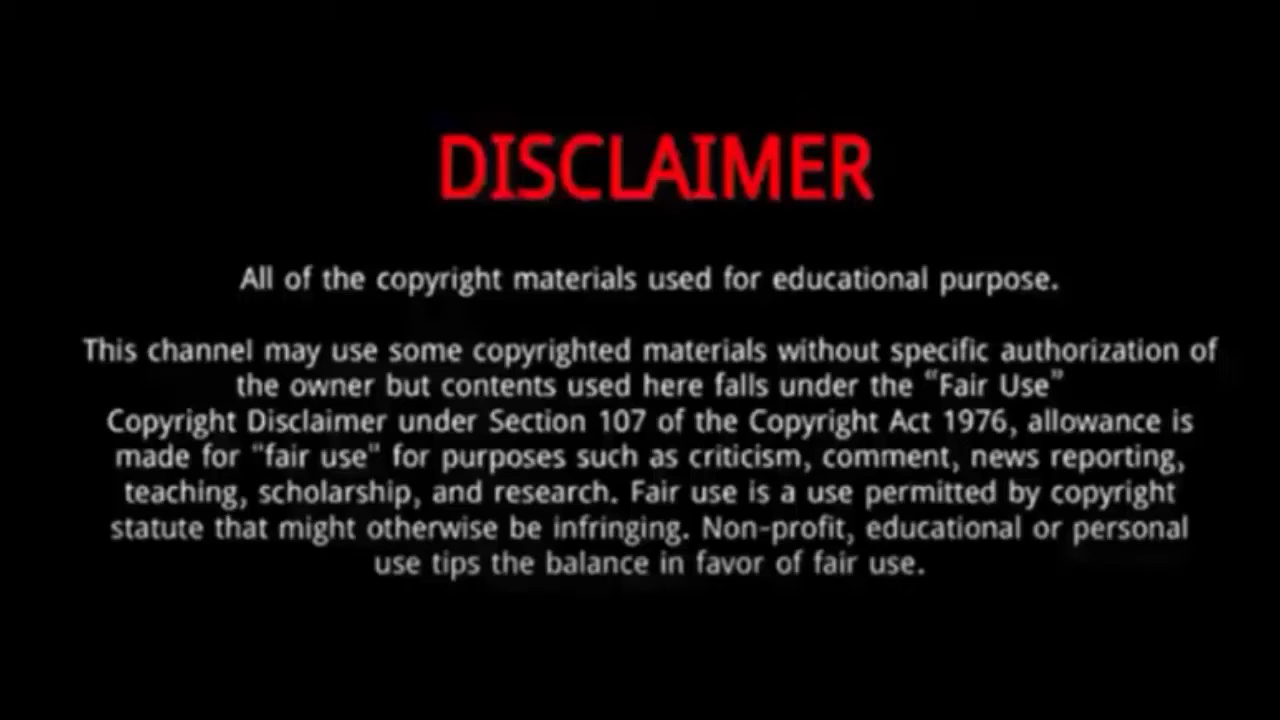 DISCLAIMER
All of the copyright materials used for educational purpose.
This channel may use some copyrighted materials without specific authorization of
the owner but contents used here falls under the “Fair Use”
Copyright Disclaimer under Section 107 of the Copyright Act 1976, allowance is
made for "fair use" for purposes such as criticism, comment, news reporting,
teaching, scholarship, and research. Fair use is a use permitted by copyright
statute that might otherwise be infringing. Non-profit, educational or personal
use tips the balance in favor of fair use.